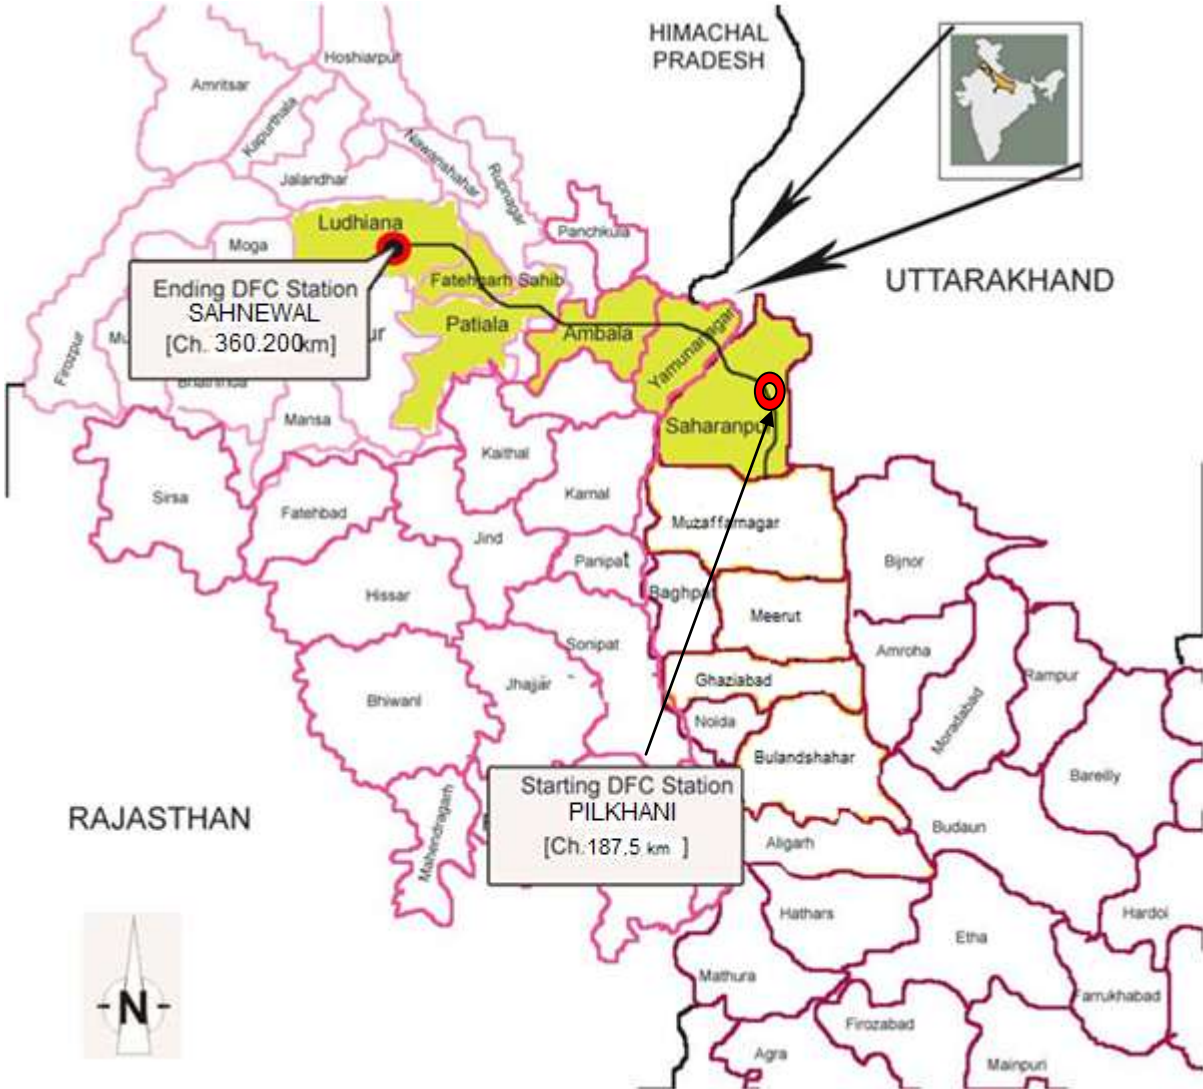 HIMACHAL
PRADESH
Hoshiarpur
Amritsar
Kapurthala
Nawanshahar
Rupnagar
Jalandhar
Ludhiana
Panchkula
Moga
UTTARAKHAND
Fatehgarh Sahib
Ending DFC Station
SAHNEWAL
[Ch. 360.200km]
Patiala
Ambala
Yamunanagar
Firozpur
Mu
ur
Bhathinda
Mansa
Saharanpur
Kaithal
Sirsa
Fatehbad
Karnal
Jind
Muzaffarnagar
Panipat
Bijnor
Hissar
Baghpat
Meerut
Sonipat
Amroha
Ghaziabad
Rampur
Jhajjar
Bhiwani
Noida
Moradabad
Bulandshahar
Bareilly
Starting DFC Station
PILKHANI
[Ch.187.5 km ]
RAJASTHAN
Mahendragarh
Budaun
Aligarh
Hathars
Hardoi
Etha
Mathura
Farrukhabad
N
Firozabad
Agra
Mainpuri